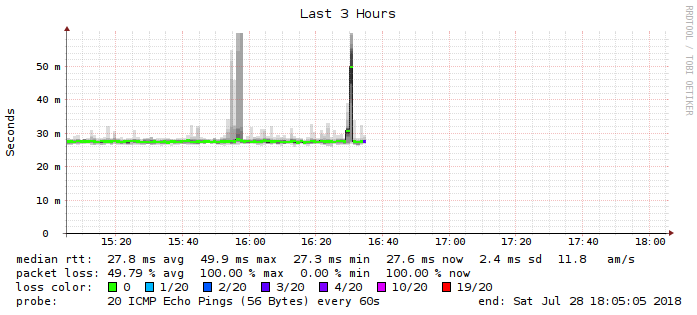 Last 3 Hours
RRDTOOL / TOBI OETIKER
Seconds
50 m
40 m
30 m
20 m
10 m
0
15:20 15:40 16:00 16:20 16:40 17:00 17:20 17:40 18:00
median rtt: 27.8 ms avg 49.9 ms max 27.3 ms min 27.6 ms now 2.4 ms sd 11.8 am/s
packet loss: 49.79 % avg 100.00 % max 0.00 % min 100.00 % now
loss color: 0 1/20 2/20 3/20 4/20 10/20 19/20
probe: 20 ICMP Echo Pings (56 Bytes) every 60s end: Sat Jul 28 18:05:05 2018